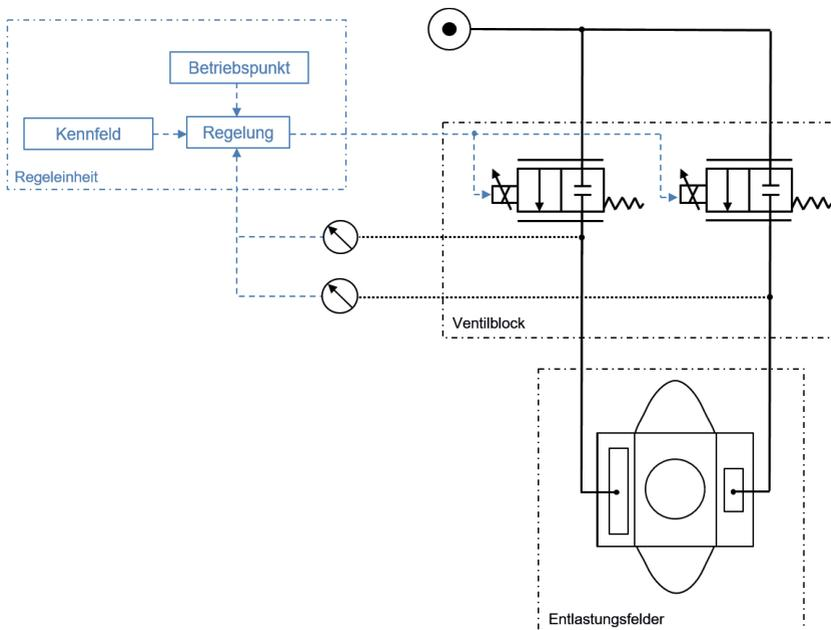 Betriebspunkt
Kennfeld
Regelung
Regeleinheit
Ventilblock
Entlastungsfelder